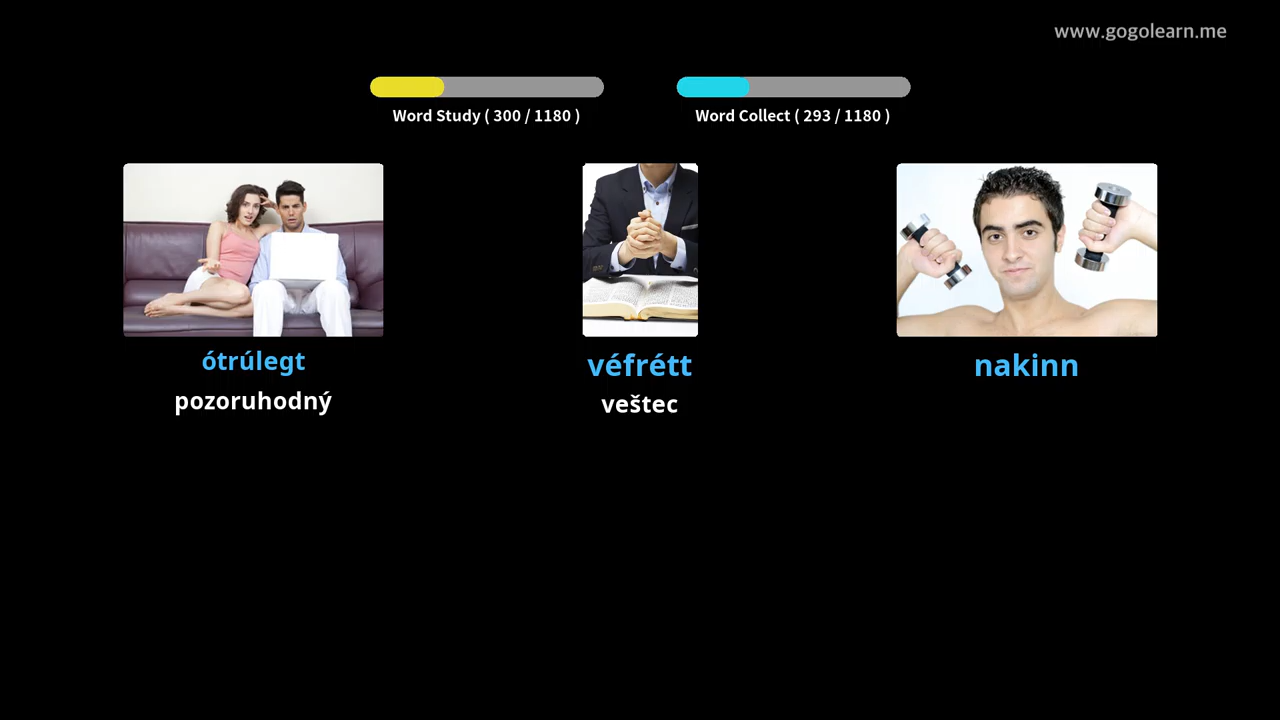 www.gogolearn.me
Word Study ( 300 / 1180 )
Word Collect ( 293 / 1180 )
ótrúlegt
pozoruhodný
véfrétt
veštec
nakinn